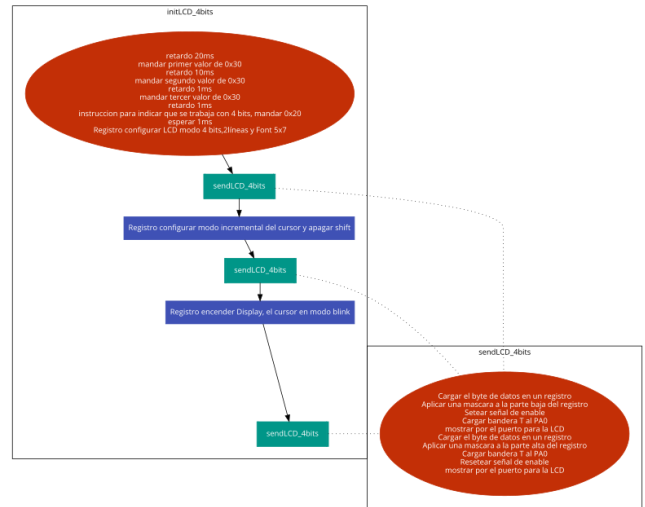 initLCD_4bits
retardo 20ms
mandar primer valor de 0x30
retardo 10ms
mandar segundo valor de 0x30
retardo 1ms
mandar tercer valor de 0x30
retardo 1ms
instruccion para indicar que se trabaja con 4 bits, mandar 0x20
esperar 1ms
Registro configurar LCD modo 4 bits,2líneas y Font 5x7
sendLCD_4bits
Registro configurar modo incremental del cursor y apagar shift
sendLCD_4bits
Registro encender Display, el cursor en modo blink
sendLCD_4bits
sendLCD_4bits
Cargar el byte de datos en un registro
Aplicar una mascara a la parte baja del registro
Setear señal de enable
Cargar bandera T al PA0
mostrar por el puerto para la LCD
Cargar el byte de datos en un registro
Aplicar una mascara a la parte alta del registro
Cargar bandera T al PA0
Resetear señal de enable
mostrar por el puerto para la LCD